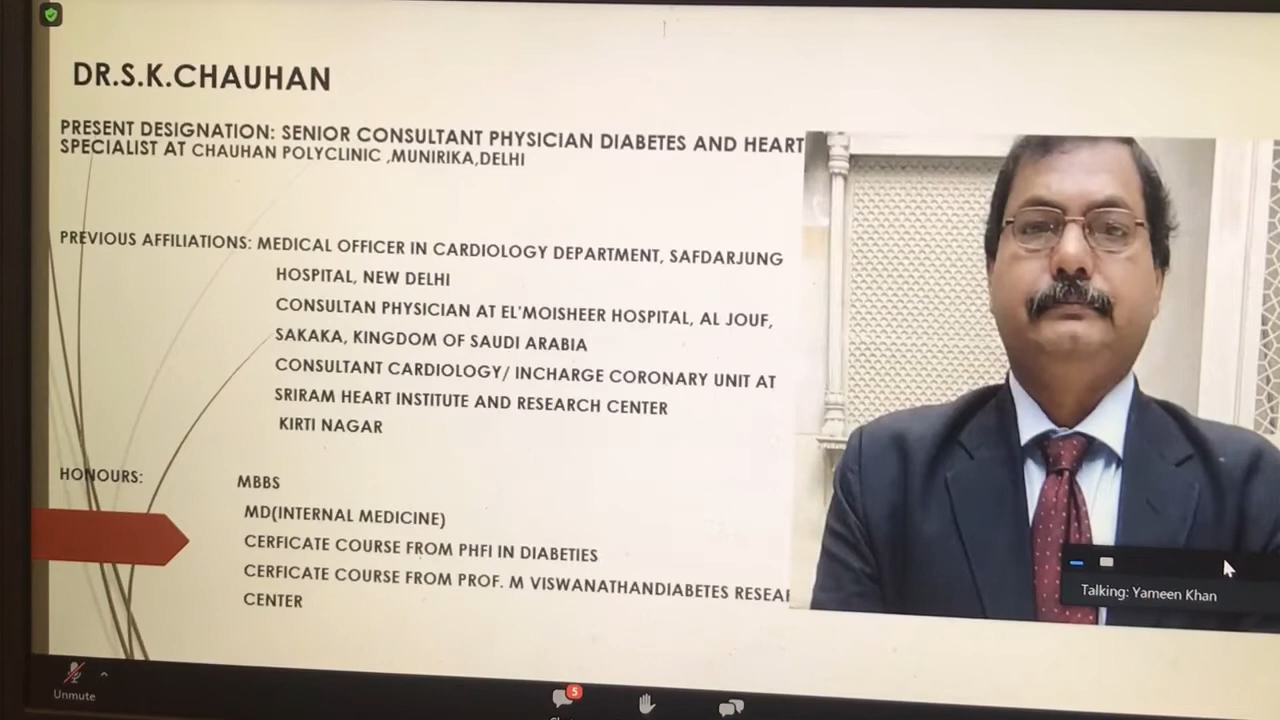 DR.S.K.CHAUHAN
PRESENT DESIGNATION: SENIOR CONSULTANT PHYSICIAN DIABETES AND HEART
SPECIALIST AT CHAUHAN POLYCLINIC ,MUNIRIKA,DELHI
PREVIOUS AFFILIATIONS: MEDICAL OFFICER IN CARDIOLOGY DEPARTMENT, SAFDARJUNG
HOSPITAL, NEW DELHI
CONSULTAN PHYSICIAN AT EL'MOISHEER HOSPITAL, AL JOUF,
SAKAKA, KINGDOM OF SAUDI ARABIA
CONSULTANT CARDIOLOGY/ INCHARGE CORONARY UNIT AT
SRIRAM HEART INSTITUTE AND RESEARCH CENTER
KIRTI NAGAR
HONOURS: MBBS
MD(INTERNAL MEDICINE)
CERFICATE COURSE FROM PHFI IN DIABETIES
CERFICATE COURSE FROM PROF. M VISWANATHANDIABETES
CENTER
Talking: Yameen Khan
Unmute
5